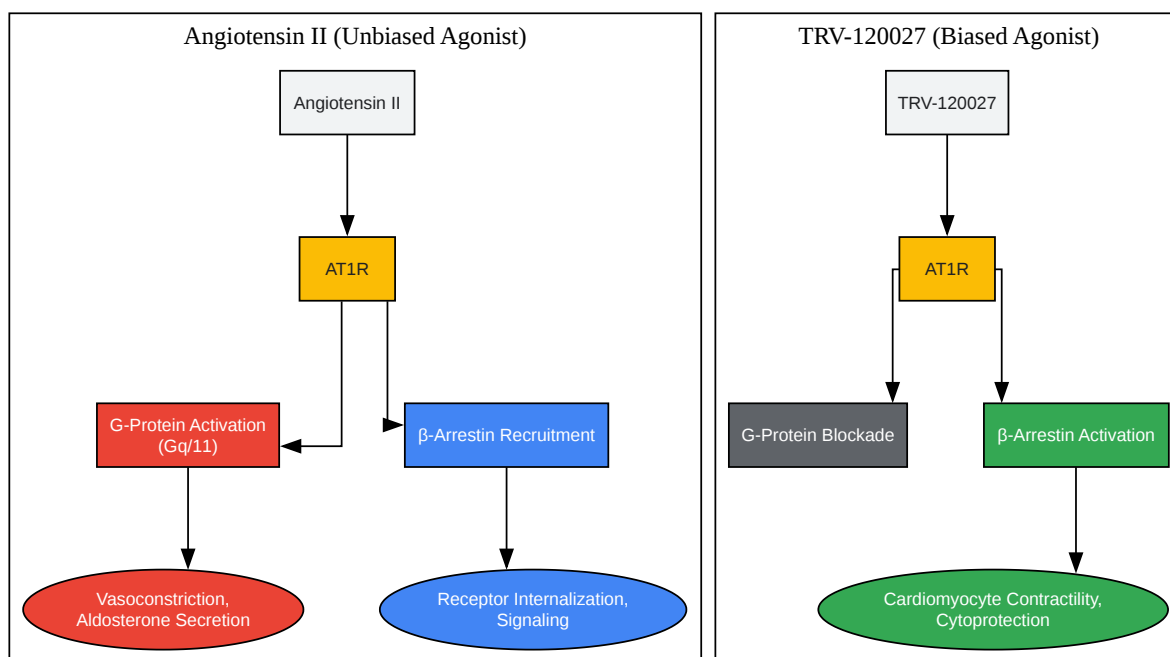 Angiotensin II (Unbiased Agonist)
Angiotensin II
AT1R
G-Protein Activation
(Gq/11)
β-Arrestin Recruitment
Vasoconstriction,
Aldosterone Secretion
Receptor Internalization,
Signaling
TRV-120027 (Biased Agonist)
TRV-120027
AT1R
G-Protein Blockade
β-Arrestin Activation
Cardiomyocyte Contractility,
Cytoprotection